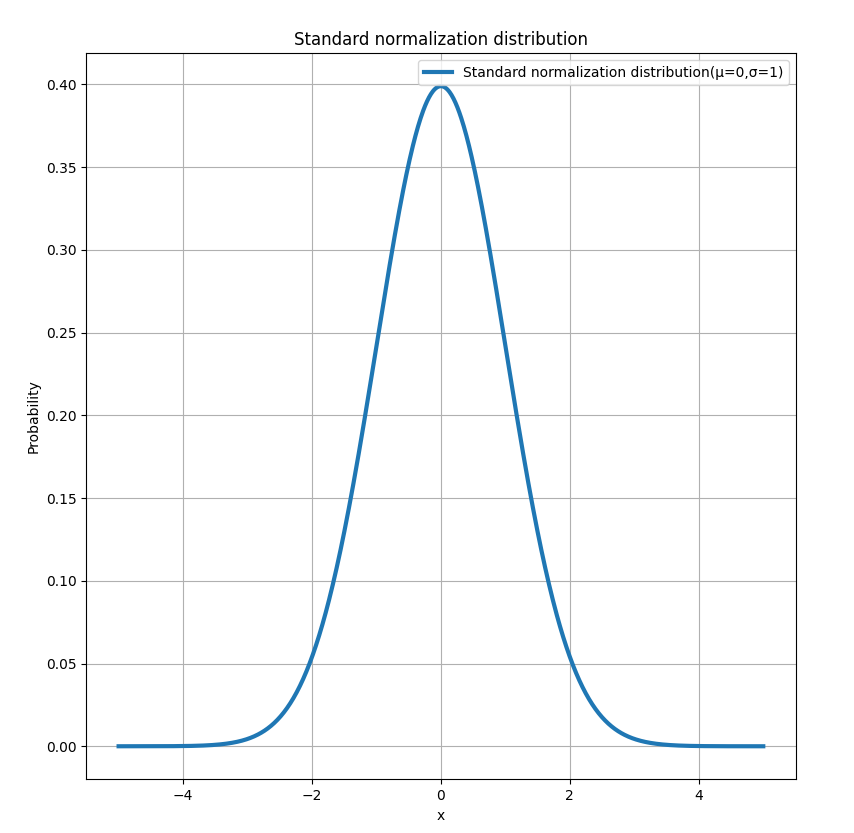 Standard normalization distribution
Standard normalization distribution(μ=0,σ=1)
0.40
0.35
0.30
0.25
0.20
0.15
0.10
0.05
0.00
Probability
−4 −2 0 2 4
x